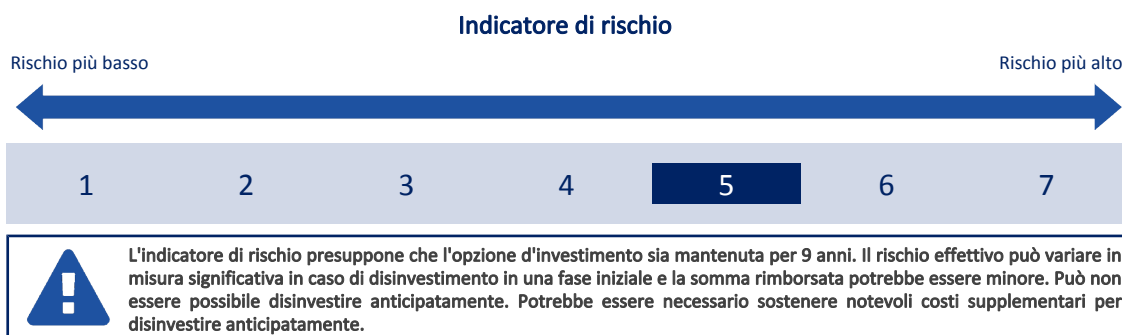 Indicatore di rischio
Rischio più basso
Rischio più alto
1 2 3 4 5 6 7
L'indicatore di rischio presuppone che l'opzione d'investimento sia mantenuta per 9 anni. Il rischio effettivo può variare in
misura significativa in caso di disinvestimento in una fase iniziale e la somma rimborsata potrebbe essere minore. Può non
essere possibile disinvestire anticipatamente. Potrebbe essere necessario sostenere notevoli costi supplementari per
disinvestire anticipatamente.